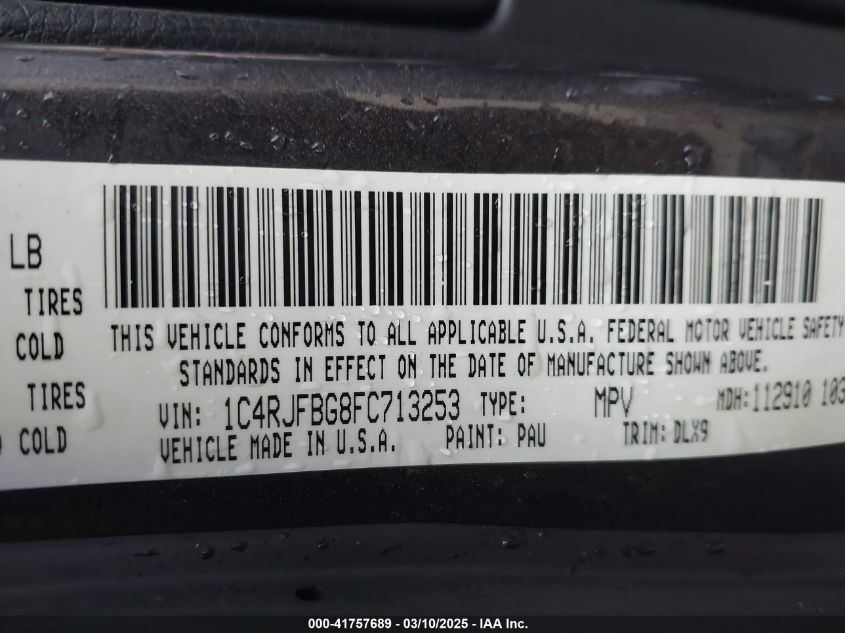 LB
TIRES
COLD
TIRES
COLD
THIS VEHICLE CONFORMS TO ALL APPLICABLE U.S.A. FEDERAL MOTOR VEHICLE SAFETY
STANDARDS IN EFFECT ON THE DATE OF MANUFACTURE SHOWN ABOVE.
VIN: 1C4RJFBG8FC713253 TYPE: MPV MDH:112910 103
VEHICLE MADE IN U.S.A. PAINT: PAU TRIM: DLX9
000-41757689 - 03/10/2025 - IAA Inc.